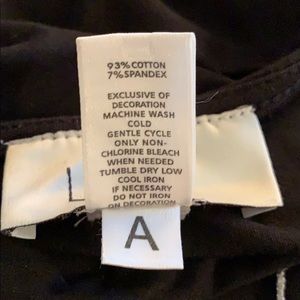 93% COTTON
7% SPANDEX
EXCLUSIVE OF
DECORATION
MACHINE WASH
COLD
GENTLE CYCLE
ONLY NON-
CHLORINE BLEACH
WHEN NEEDED
TUMBLE DRY LOW
COOL IRON
IF NECESSARY
DO NOT IRON
ON DECORATION
A